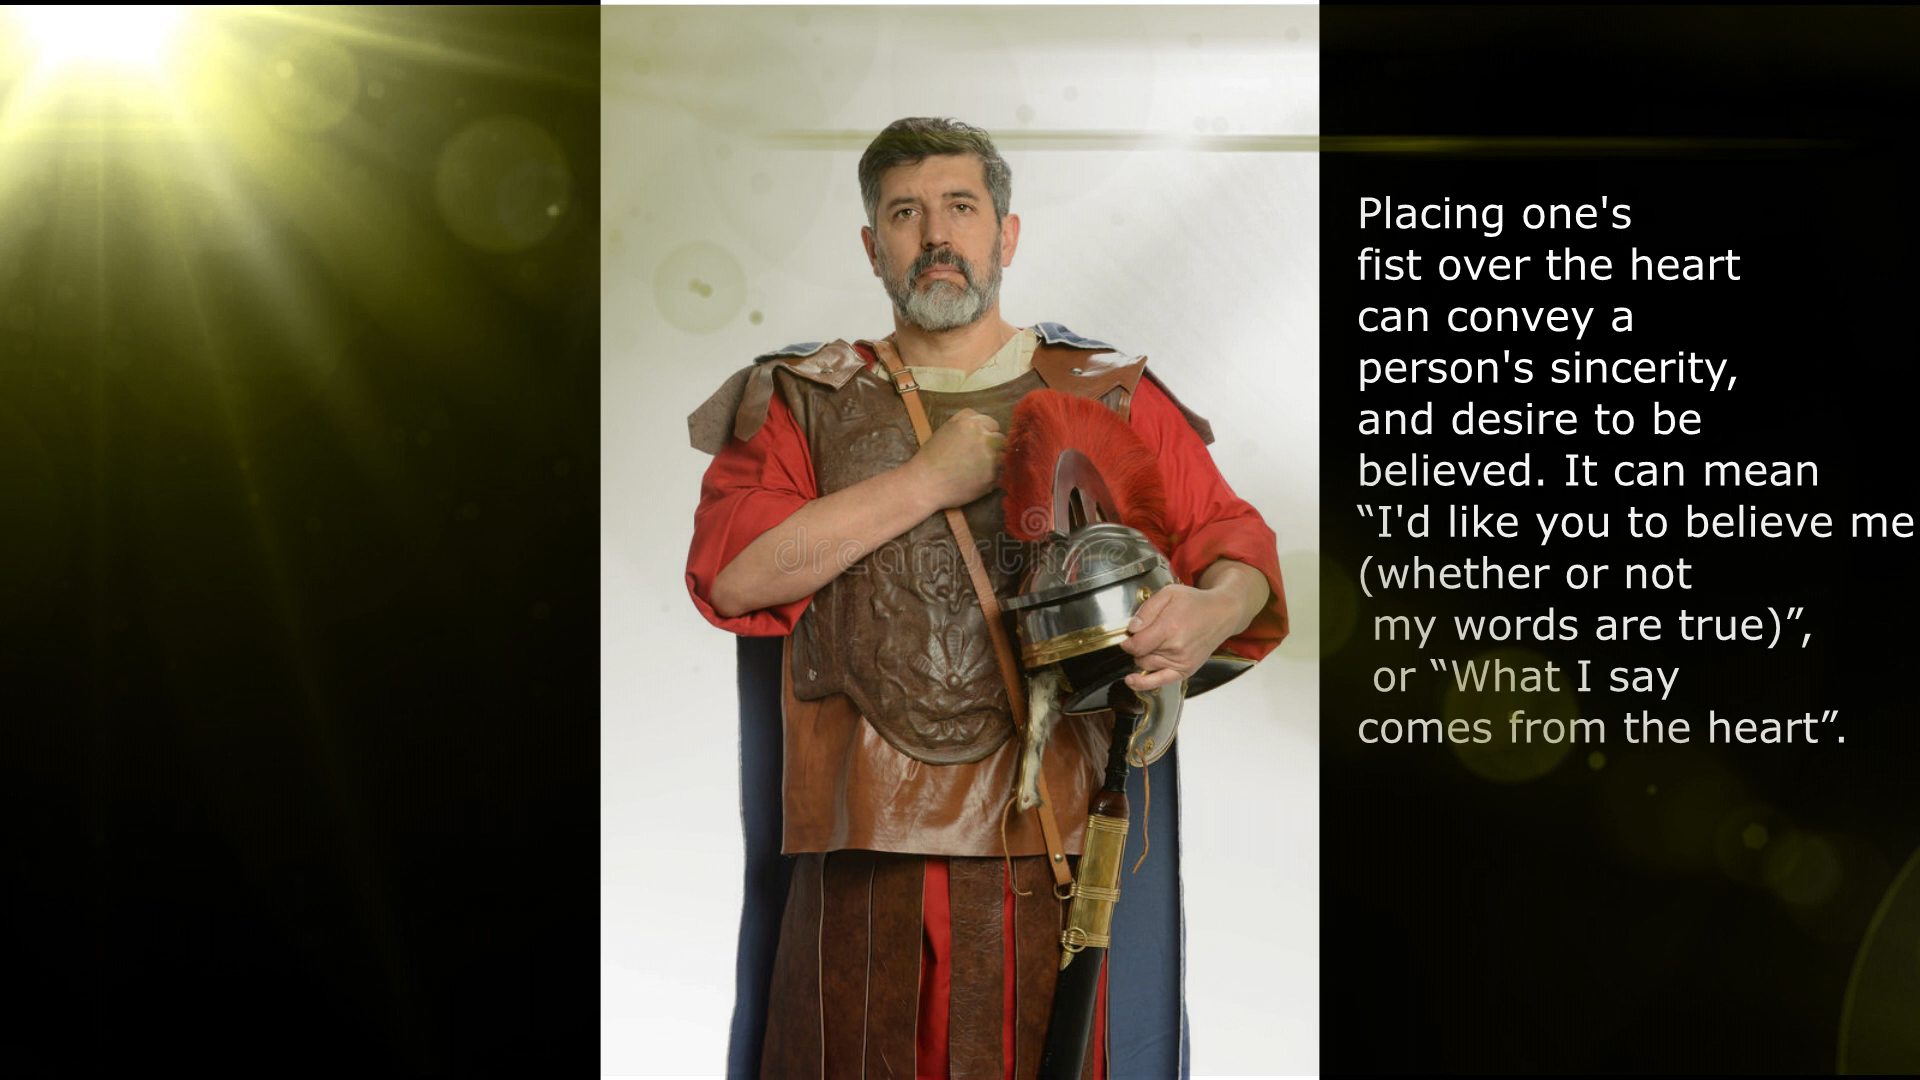 Placing one's
fist over the heart
can convey a
person's sincerity,
and desire to be
believed. It can mean
“I'd like you to believe me
(whether or not
my words are true)”,
or “What I say
comes from the heart”.
dreamstime